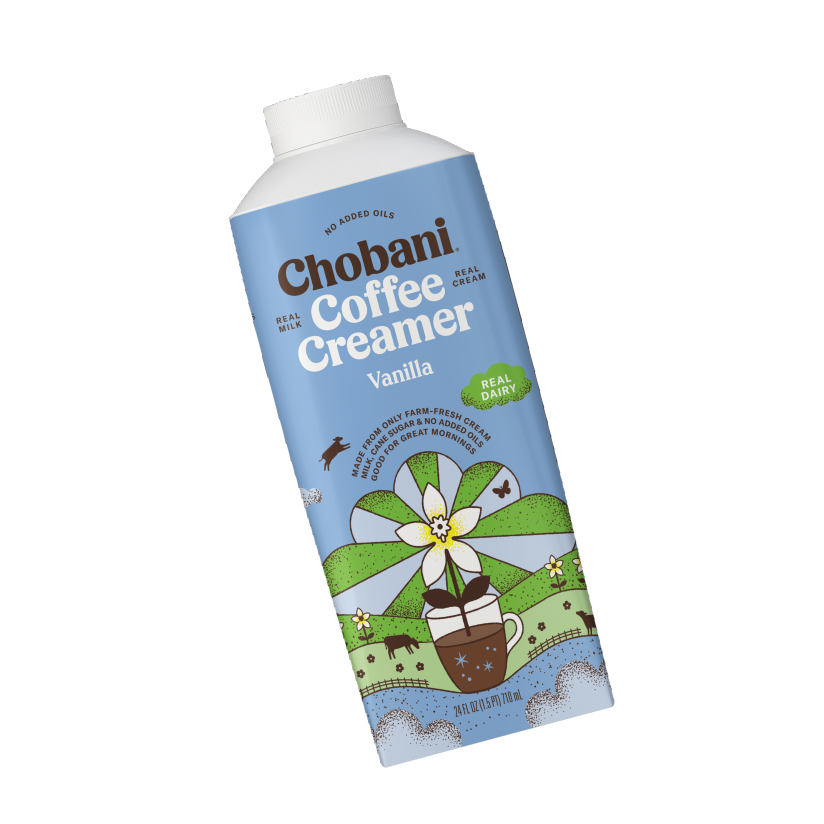 NO ADDED OILS
Chobani
REAL
MILK
Coffee
REAL
CREAM
Creamer
Vanilla
REAL
DAIRY
MADE FROM ONLY FARM-FRESH CREAM
MILK, CANE SUGAR & NO ADDED OILS
GOOD FOR GREAT MORNINGS
24 FL OZ (1.5 PT) 710 mL